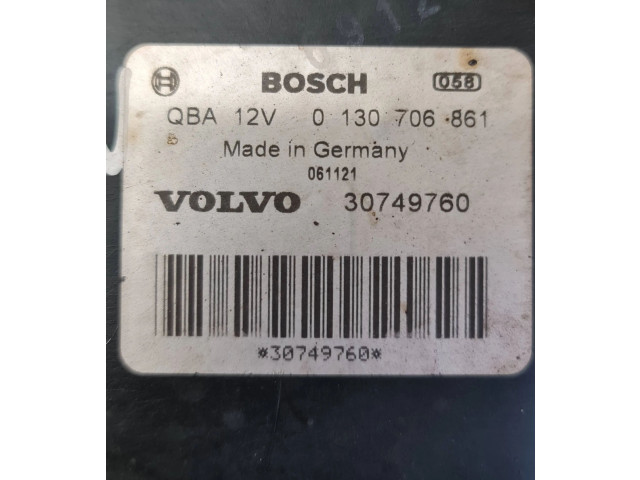 BOSCH 058
QBA 12V 0 130 706 861
Made in Germany
061121
VOLVO 30749760
*30749760*